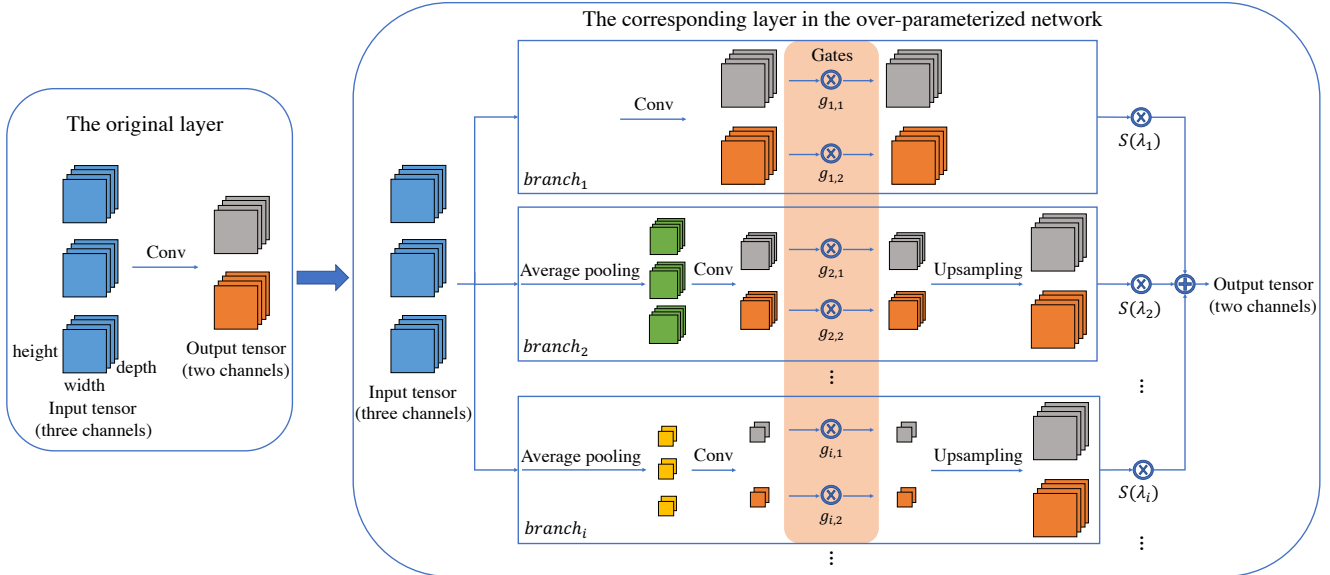 The original layer
Conv
height
width
depth
Input tensor
(three channels)
Output tensor
(two channels)
The corresponding layer in the over-parameterized network
Input tensor
(three channels)
Gates
Conv
g1,1
g1,2
branch1
S(λ1)
Average pooling
Conv
g2,1
g2,2
Upsampling
branch2
S(λ2)
Output tensor
(two channels)
⋮
⋮
Average pooling
Conv
gi,1
gi,2
Upsampling
branchi
S(λi)
⋮
⋮